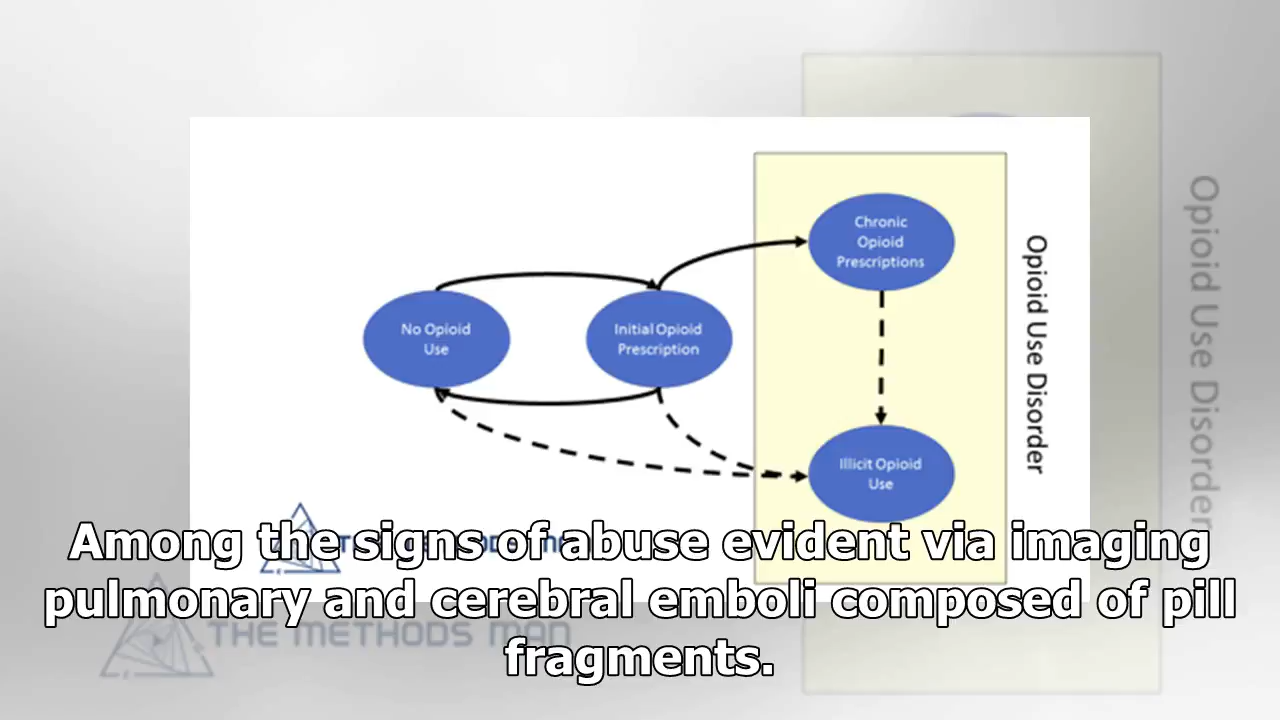 Chronic
Opioid
Prescriptions
No Opioid
Use
Initial Opioid
Prescription
Opioid Use Disorder
Opioid Use Disorder
Illicit Opioid
Use
Among the signs of abuse evident via imaging
pulmonary and cerebral emboli composed of pill
fragments.
THE METHODS MAN